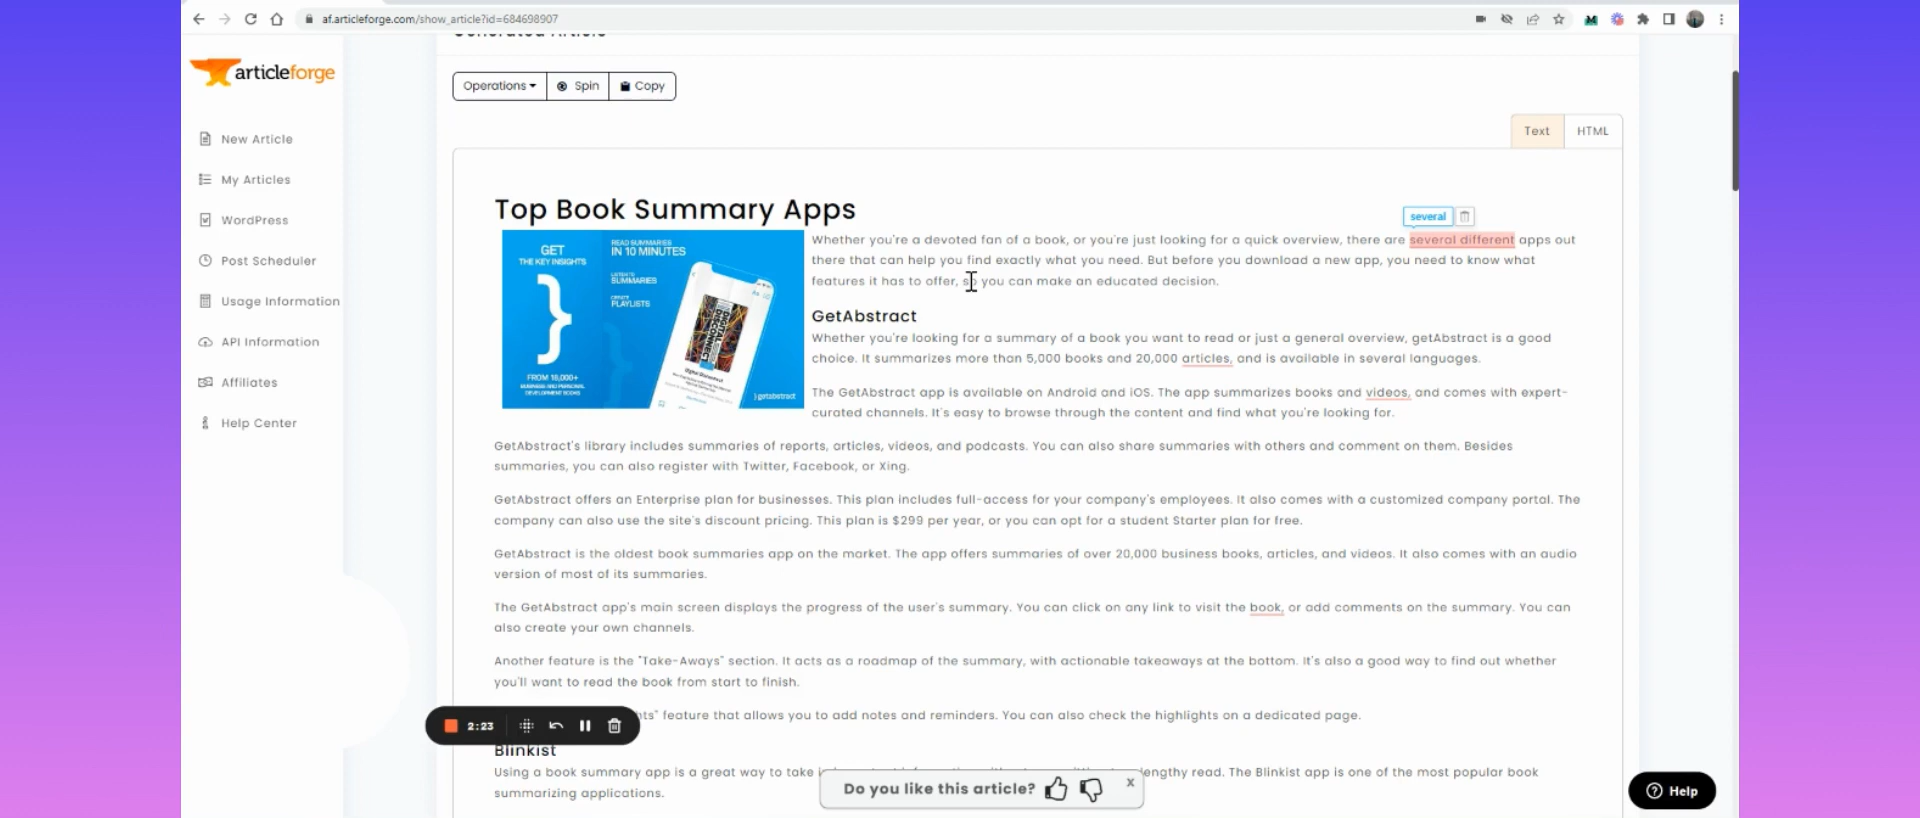 af.articleforge.com/show_article?id=684698907
articleforge
New Article
My Articles
WordPress
Post Scheduler
Usage Information
API Information
Affiliates
Help Center
Generated Article
Operations
Spin
Copy
Text
HTML
Top Book Summary Apps
GET
THE KEY INSIGHTS
FROM 18,000+
BUSINESS AND PERSONAL
DEVELOPMENT BOOKS
READ SUMMARIES
IN 10 MINUTES
LISTEN TO
SUMMARIES
CREATE
PLAYLISTS
DIGITAL DISCONNECT
Digital Disconnect
getabstract
several
Whether you're a devoted fan of a book, or you're just looking for a quick overview, there are several different apps out
there that can help you find exactly what you need. But before you download a new app, you need to know what
features it has to offer, so you can make an educated decision.
GetAbstract
Whether you're looking for a summary of a book you want to read or just a general overview, getAbstract is a good
choice. It summarizes more than 5,000 books and 20,000 articles, and is available in several languages.
The GetAbstract app is available on Android and iOS. The app summarizes books and videos, and comes with expert-
curated channels. It's easy to browse through the content and find what you're looking for.
GetAbstract's library includes summaries of reports, articles, videos, and podcasts. You can also share summaries with others and comment on them. Besides
summaries, you can also register with Twitter, Facebook, or Xing.
GetAbstract offers an Enterprise plan for businesses. This plan includes full-access for your company's employees. It also comes with a customized company portal. The
company can also use the site's discount pricing. This plan is $299 per year, or you can opt for a student Starter plan for free.
GetAbstract is the oldest book summaries app on the market. The app offers summaries of over 20,000 business books, articles, and videos. It also comes with an audio
version of most of its summaries.
The GetAbstract app's main screen displays the progress of the user's summary. You can click on any link to visit the book, or add comments on the summary. You can
also create your own channels.
Another feature is the "Take-Aways" section. It acts as a roadmap of the summary, with actionable takeaways at the bottom. It's also a good way to find out whether
you'll want to read the book from start to finish.
feature that allows you to add notes and reminders. You can also check the highlights on a dedicated page.
2:23
Blinkist
Using a book summary app is a great way to take lengthy read. The Blinkist app is one of the most popular book
summarizing applications.
Do you like this article?
x
Help